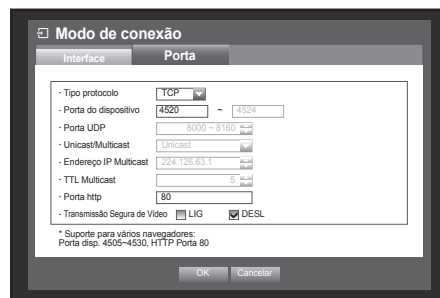 Modo de conexão
Interface Porta
· Tipo protocolo TCP
· Porta do dispositivo 4520 ~ 4524
· Porta UDP 8000 ~ 8160
· Unicast/Multicast Unicast
· Endereço IP Multicast 224.126.63.1
· TTL Multicast 5
· Porta http 80
· Transmissão Segura de Vídeo LIG DESL
* Suporte para vários navegadores:
Porta disp. 4505~4530, HTTP Porta 80
OK Cancelar